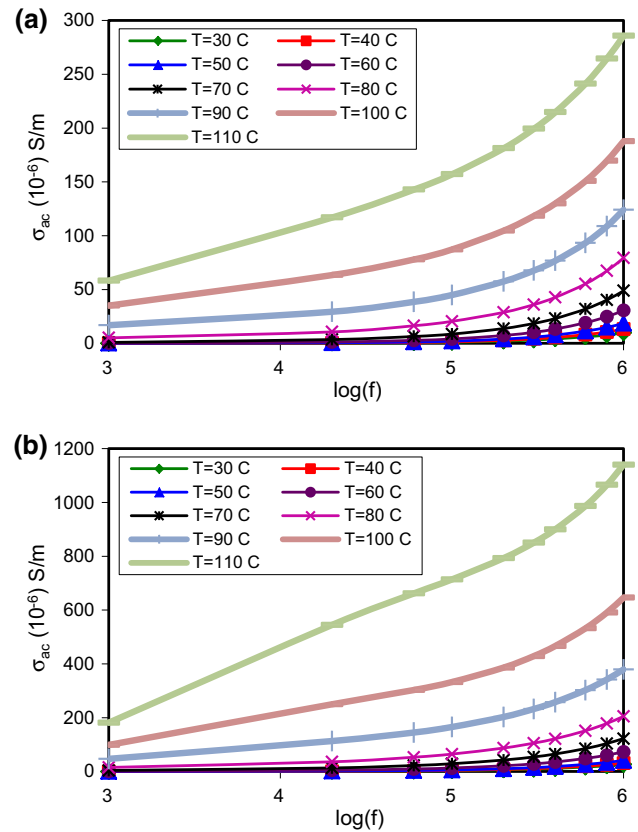 (a)
300
250
200
150
100
50
0
σac (10-6) S/m
T=30 C T=40 C
T=50 C T=60 C
T=70 C T=80 C
T=90 C T=100 C
T=110 C
3 4 5 6
log(f)
(b)
1200
1000
800
600
400
200
0
σac (10-6) S/m
T=30 C T=40 C
T=50 C T=60 C
T=70 C T=80 C
T=90 C T=100 C
T=110 C
3 4 5 6
log(f)